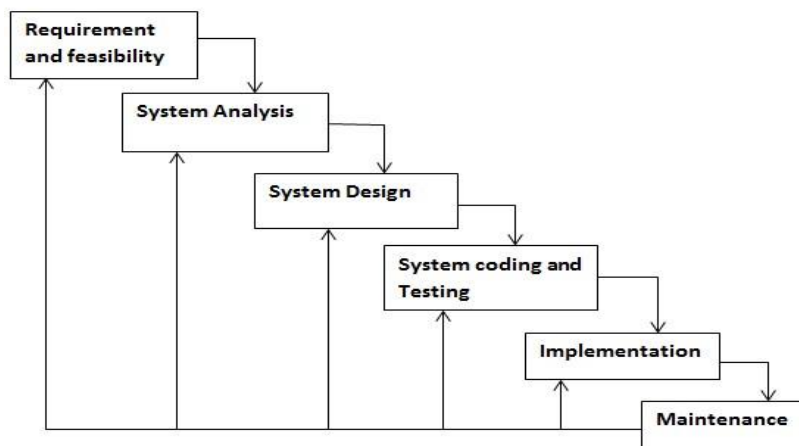 Requirement
and feasibility
System Analysis
System Design
System coding and
Testing
Implementation
Maintenance